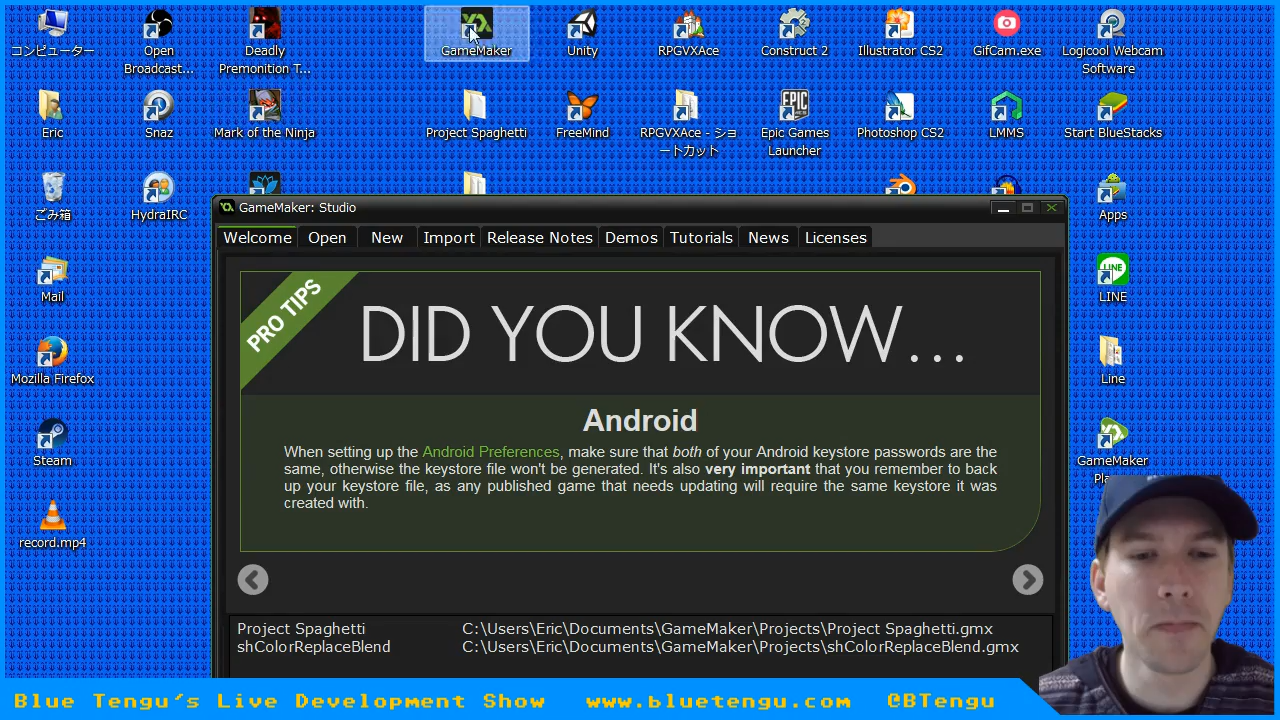 コンピューター
Open
Broadcast...
Deadly
Premonition T...
GameMaker
Unity
RPGVXAce
Construct 2
Illustrator CS2
GifCam.exe
Logicool Webcam
Software
Eric
Snaz
Mark of the Ninja
Project Spaghetti
FreeMind
RPGVXAce - ショ
ートカット
Epic Games
Launcher
EPIC
GAMES
Photoshop CS2
LMMS
Start BlueStacks
ごみ箱
HydraIRC
Apps
Mail
LINE
LINE
Mozilla Firefox
Line
Steam
GameMaker
record.mp4
GameMaker: Studio
Welcome
Open
New
Import
Release Notes
Demos
Tutorials
News
Licenses
PRO TIPS
DID YOU KNOW...
Android
When setting up the Android Preferences, make sure that both of your Android keystore passwords are the
same, otherwise the keystore file won't be generated. It's also very important that you remember to back
up your keystore file, as any published game that needs updating will require the same keystore it was
created with.
Project Spaghetti C:\Users\Eric\Documents\GameMaker\Projects\Project Spaghetti.gmx
shColorReplaceBlend C:\Users\Eric\Documents\GameMaker\Projects\shColorReplaceBlend.gmx
Blue Tengu's Live Development Show www.bluetengu.com @BTengu